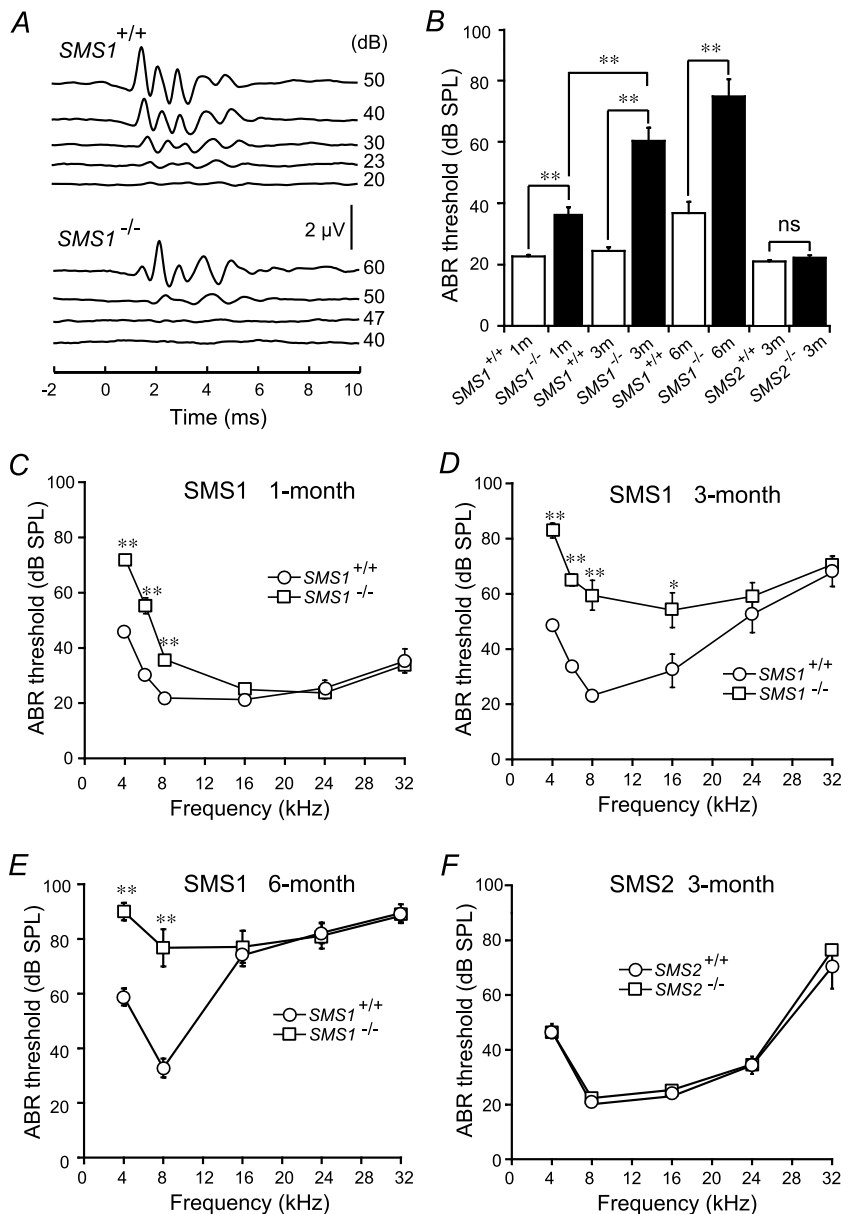 A
SMS1 +/+
(dB)
50
40
30
23
20
2 µV
SMS1 -/-
60
50
47
40
-2 0 2 4 6 8 10
Time (ms)
B
ABR threshold (dB SPL)
100
80
60
40
20
0
**
**
**
**
ns
SMS1 +/+ 1m
SMS1 -/- 1m
SMS1 +/+ 3m
SMS1 -/- 3m
SMS1 +/+ 6m
SMS1 -/- 6m
SMS2 +/+ 3m
SMS2 -/- 3m
C
SMS1 1-month
ABR threshold (dB SPL)
100
80
60
40
20
0
**
**
**
SMS1 +/+
SMS1 -/-
0 4 8 12 16 20 24 28 32
Frequency (kHz)
D
SMS1 3-month
ABR threshold (dB SPL)
100
80
60
40
20
0
**
**
**
*
SMS1 +/+
SMS1 -/-
0 4 8 12 16 20 24 28 32
Frequency (kHz)
E
SMS1 6-month
ABR threshold (dB SPL)
100
80
60
40
20
0
**
**
SMS1 +/+
SMS1 -/-
0 4 8 12 16 20 24 28 32
Frequency (kHz)
F
SMS2 3-month
ABR threshold (dB SPL)
100
80
60
40
20
0
SMS2 +/+
SMS2 -/-
0 4 8 12 16 20 24 28 32
Frequency (kHz)